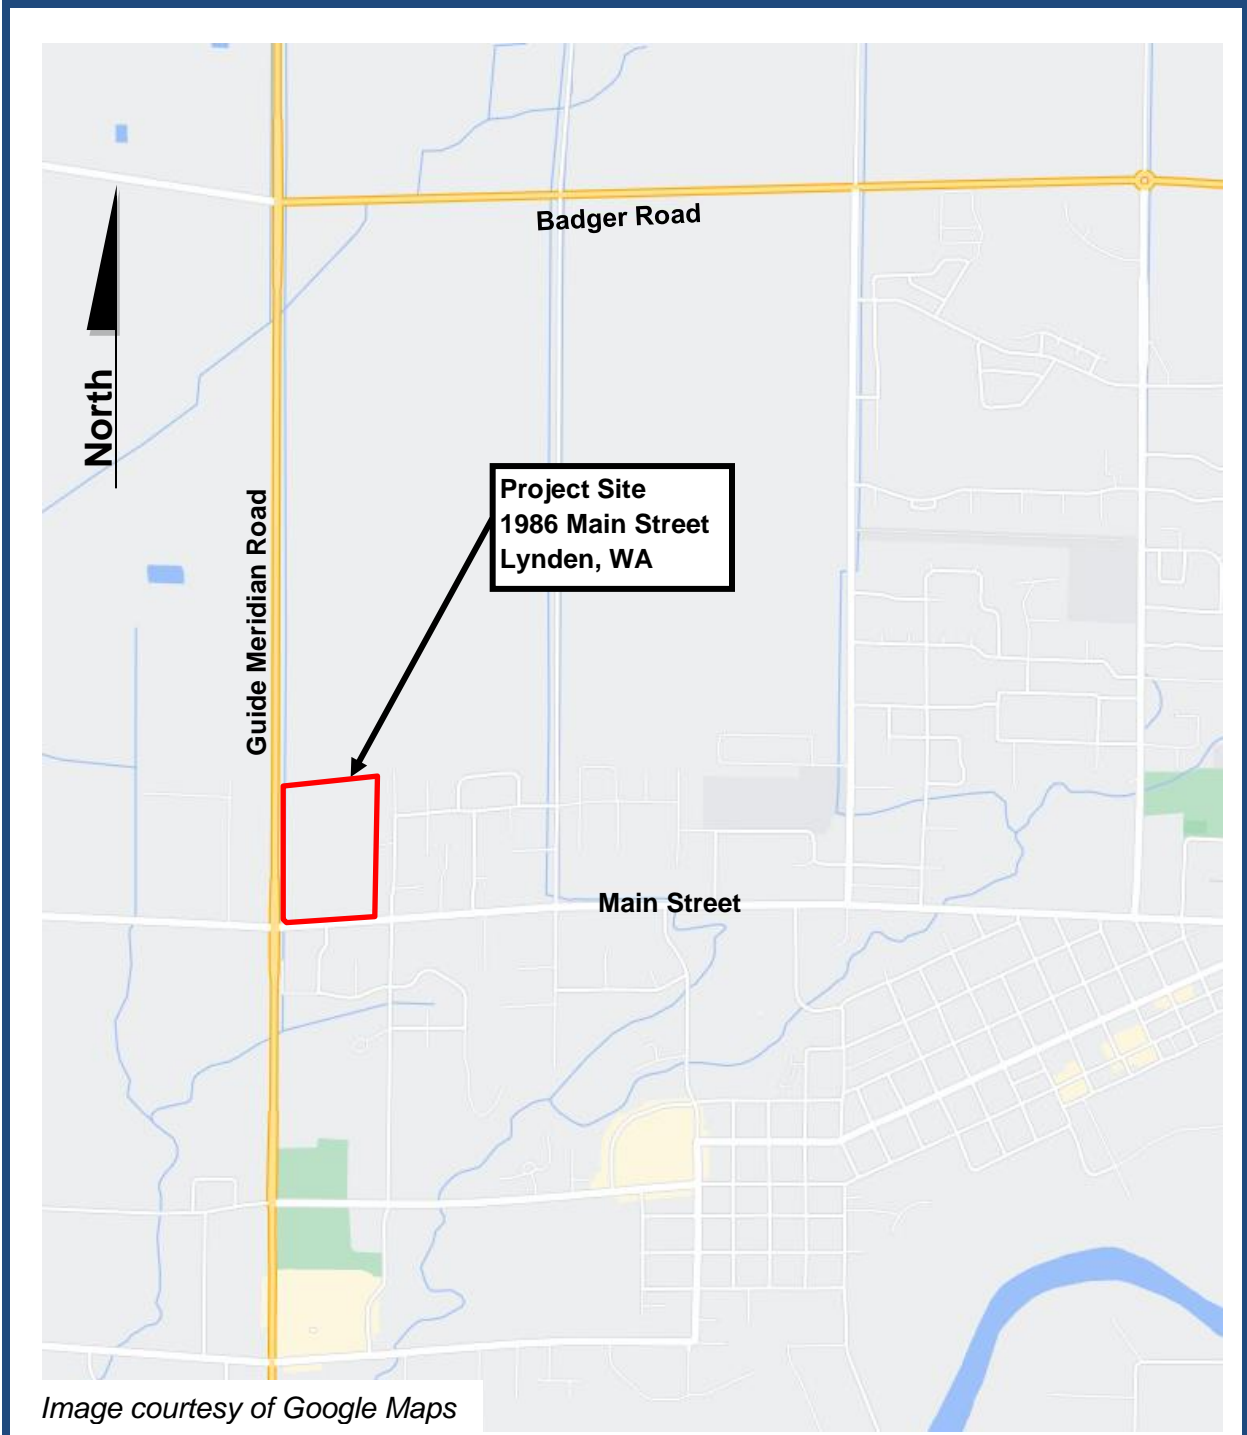 Badger Road
North
Project Site
1986 Main Street
Lynden, WA
Guide Meridian Road
Main Street
Image courtesy of Google Maps